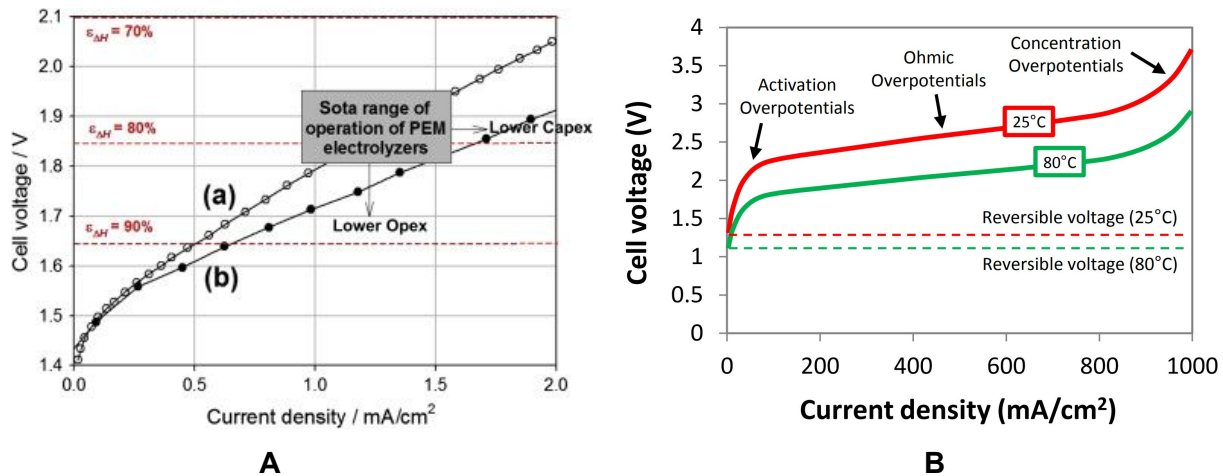 2.1
2.0
1.9
1.8
1.7
1.6
1.5
1.4
Cell voltage / V
εΔH = 70%
εΔH = 80%
εΔH = 90%
Sota range of
operation of PEM
electrolyzers
Lower Capex
Lower Opex
(a)
(b)
0.0 0.5 1.0 1.5 2.0
Current density / mA/cm²
A
B
4
3.5
3
2.5
2
1.5
1
0.5
0
Cell voltage (V)
Activation
Overpotentials
Ohmic
Overpotentials
Concentration
Overpotentials
25°C
80°C
Reversible voltage (25°C)
Reversible voltage (80°C)
0 200 400 600 800 1000
Current density (mA/cm²)
B